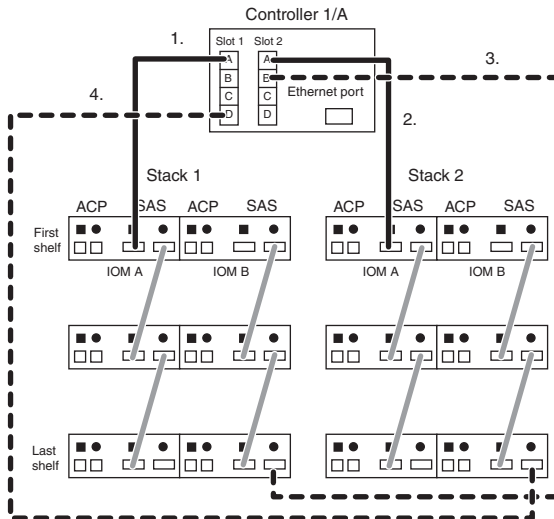 Controller 1/A
1.
Slot 1 Slot 2
3.
A A
B
C C
D D
Ethernet port
4.
2.
Stack 1 Stack 2
ACP SAS ACP SAS ACP SAS ACP SAS
First
shelf
IOM A IOM B IOM A IOM B
Last
shelf